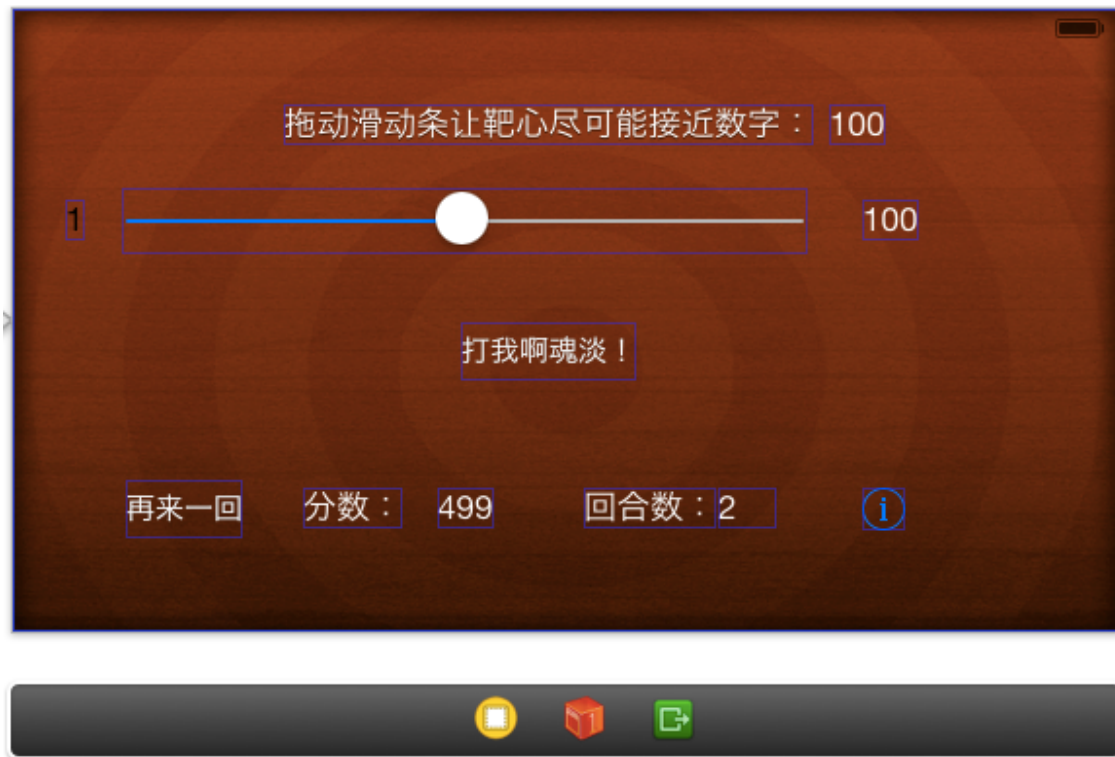 拖动滑动条让靶心尽可能接近数字： 100
1 100
打我啊魂淡！
再来一回 分数： 499 回合数：2 i
1